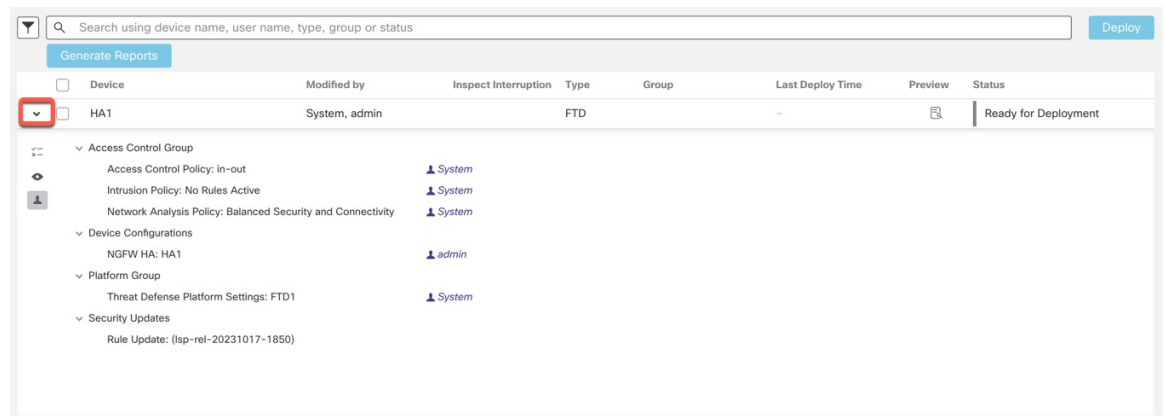 Search using device name, user name, type, group or status
Deploy
Generate Reports
Device Modified by Inspect Interruption Type Group Last Deploy Time Preview Status
HA1 System, admin FTD - Ready for Deployment
Access Control Group
Access Control Policy: in-out System
Intrusion Policy: No Rules Active System
Network Analysis Policy: Balanced Security and Connectivity System
Device Configurations
NGFW HA: HA1 admin
Platform Group
Threat Defense Platform Settings: FTD1 System
Security Updates
Rule Update: (lsp-rel-20231017-1850)